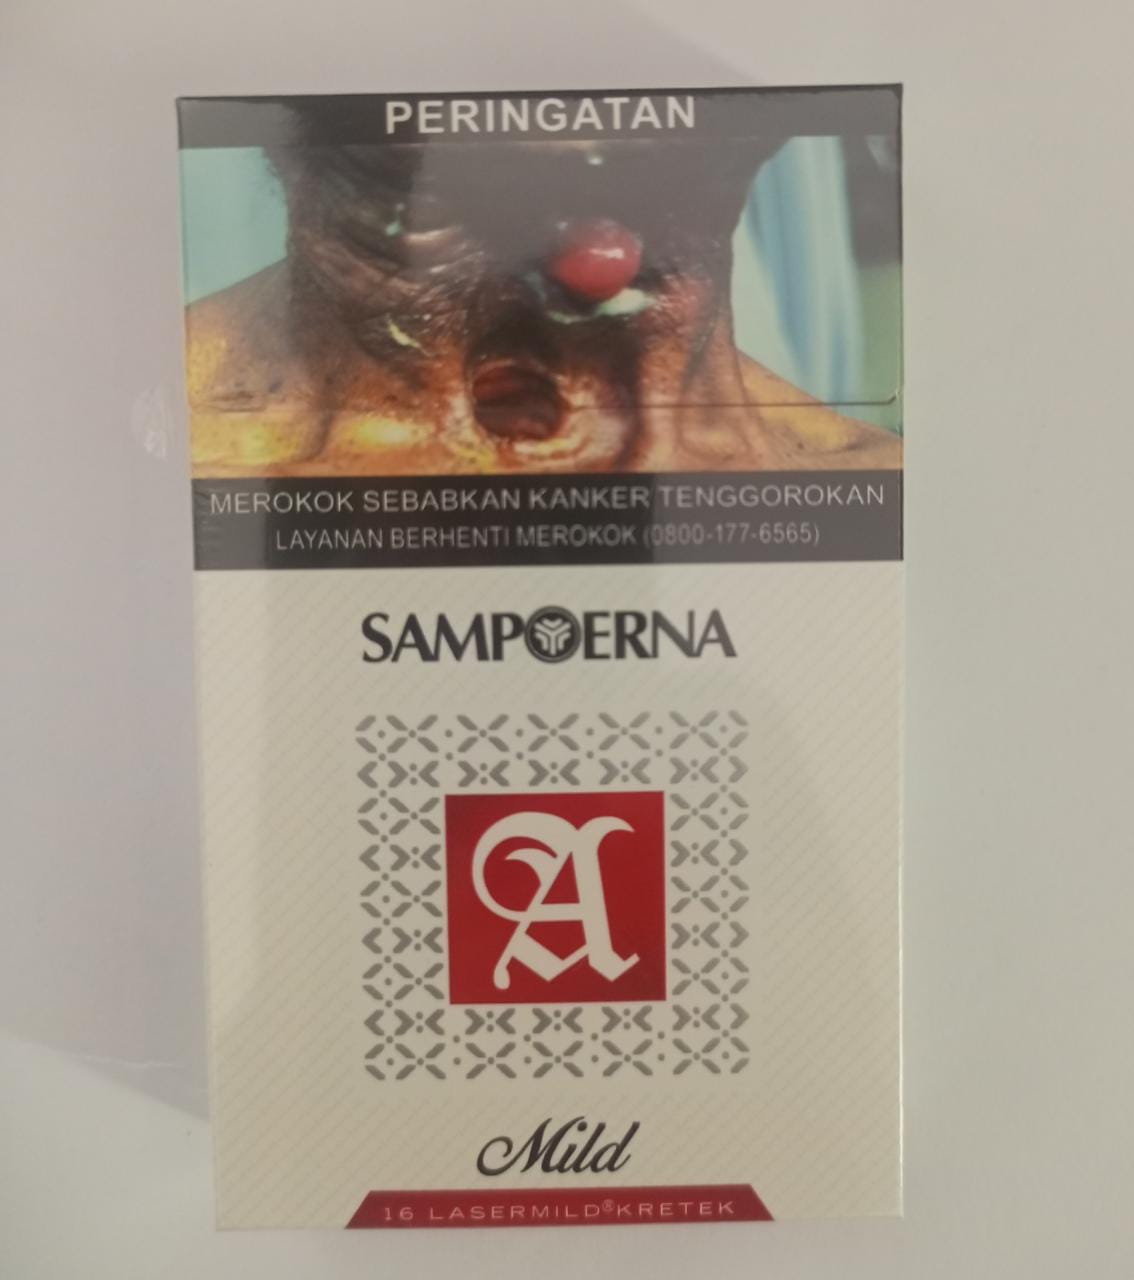 PERINGATAN
MEROKOK SEBABKAN KANKER TENGGOROKAN
LAYANAN BERHENTI MEROKOK (0800-177-6565)
SAMPOERNA
A
Mild
16 LASERMILD®KRETEK